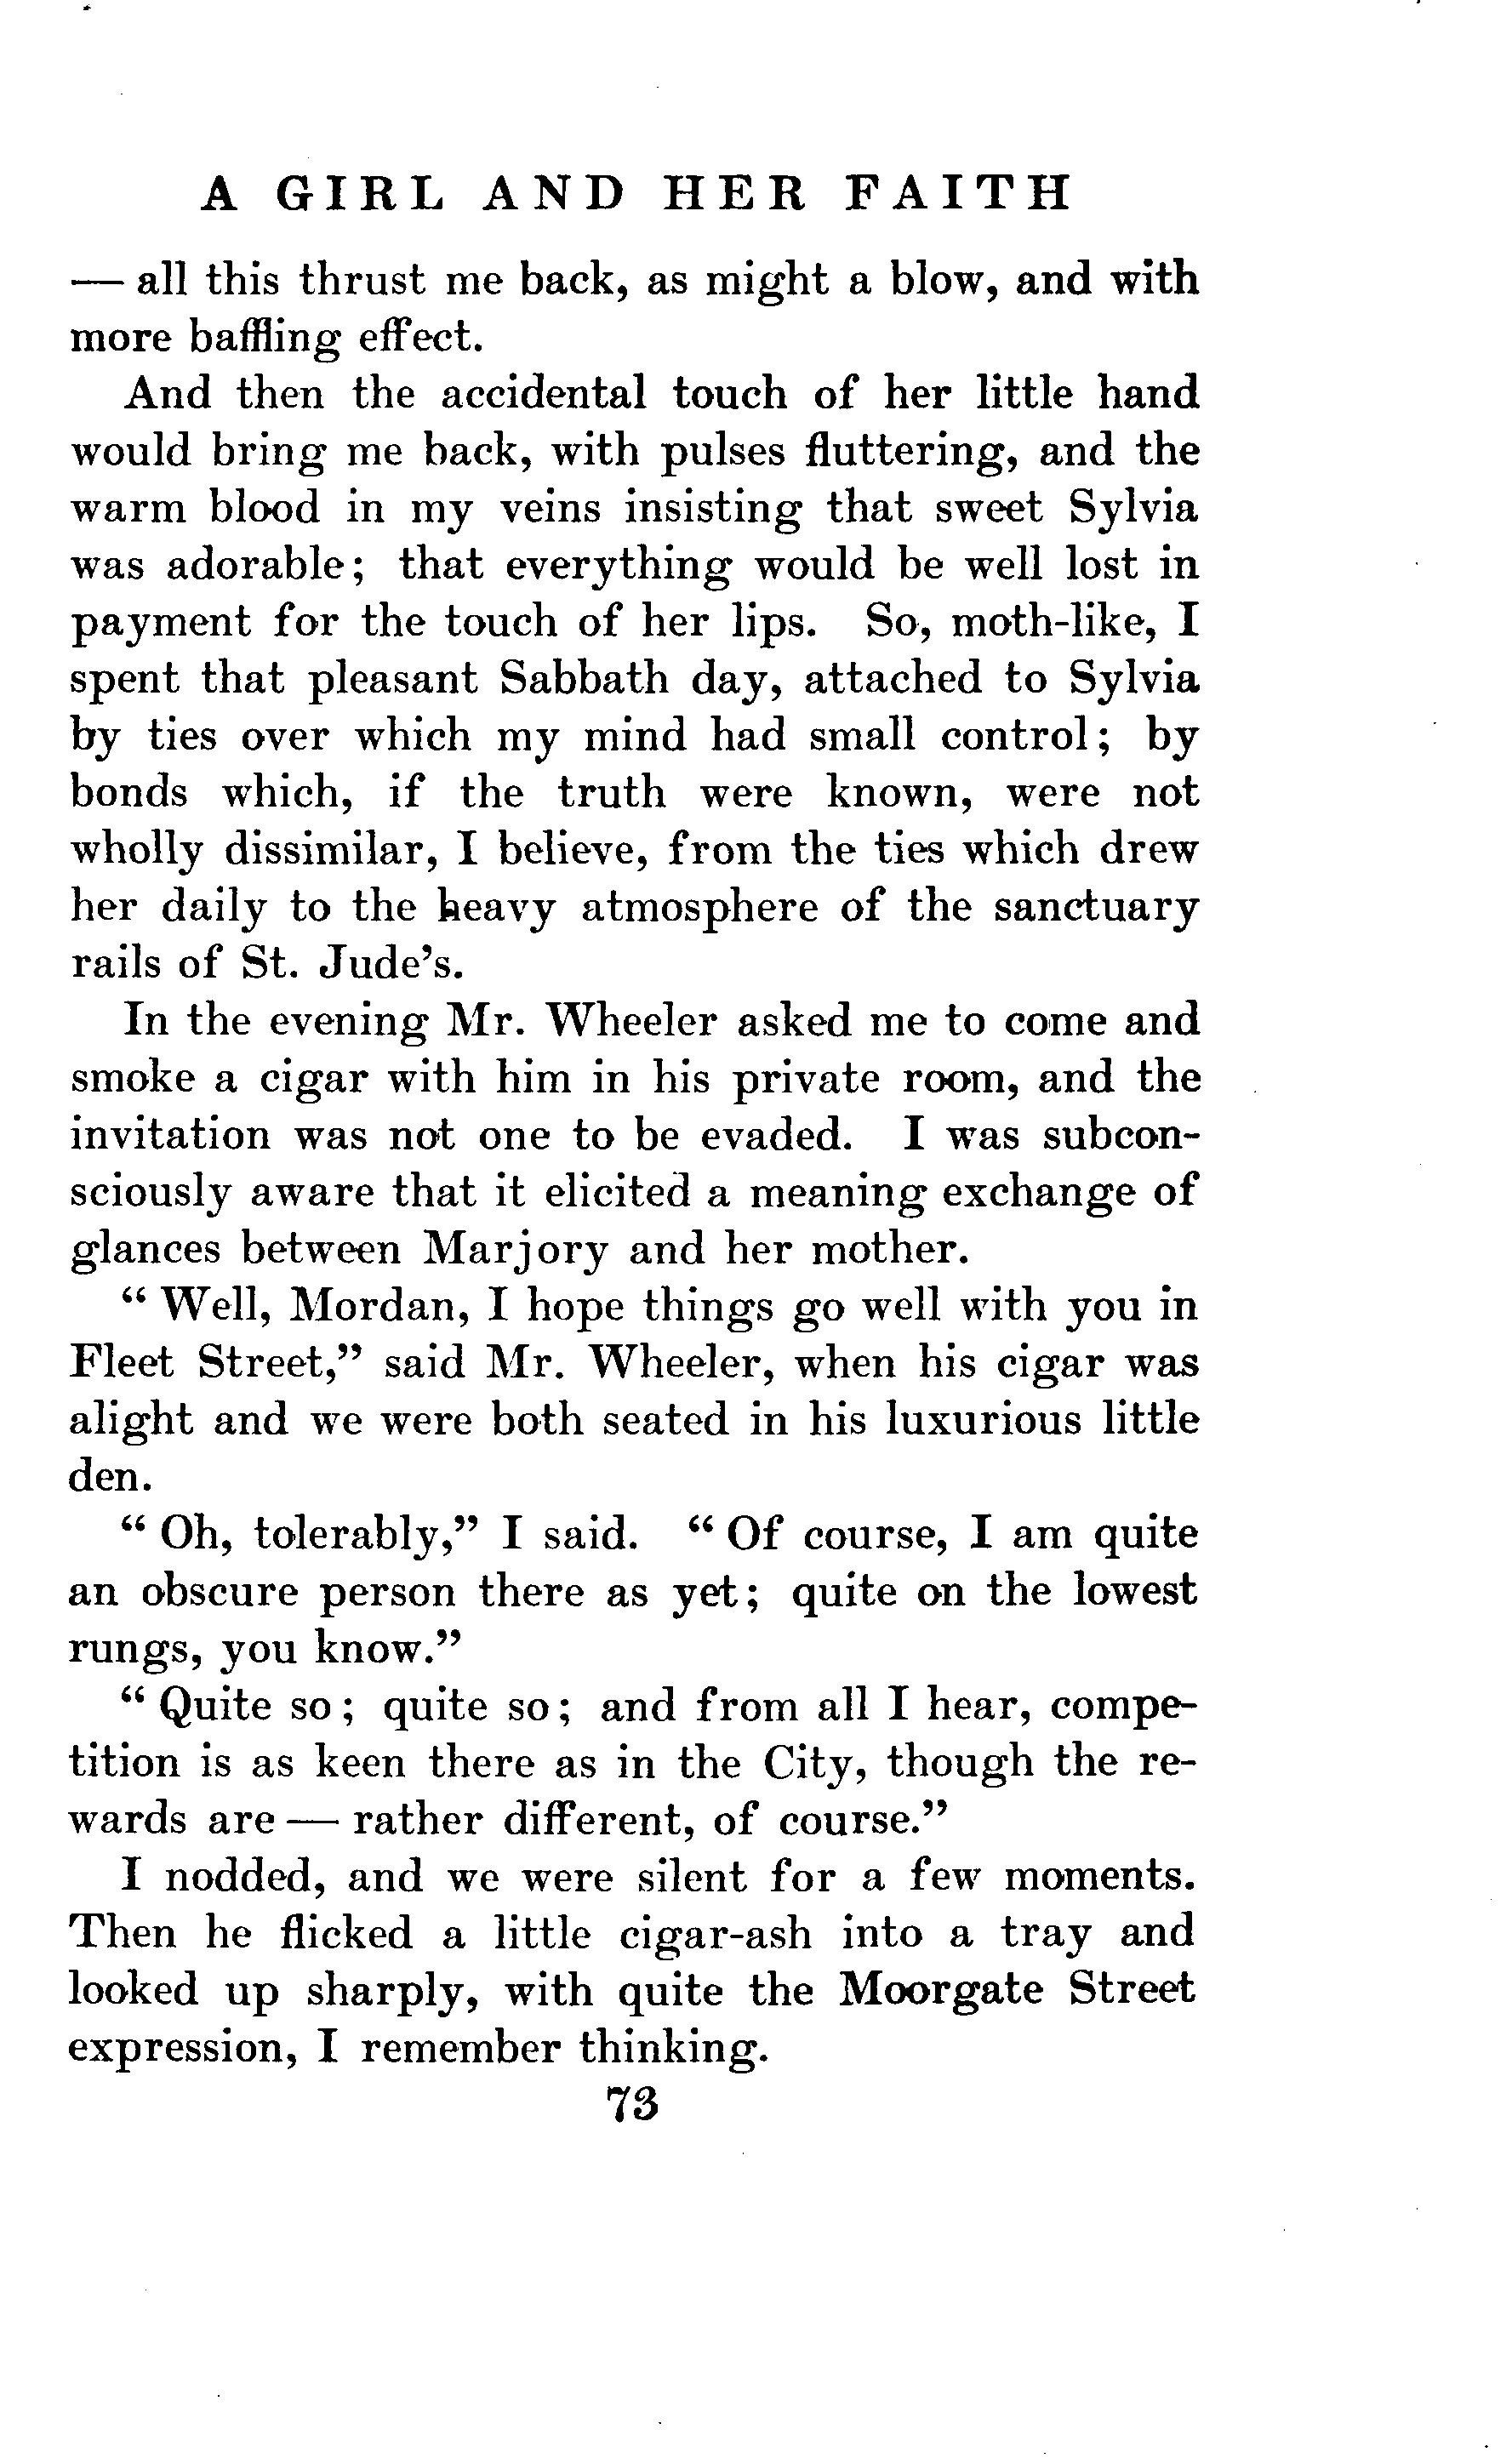 A GIRL AND HER FAITH
— all this thrust me back, as might a blow, and with
more baffling effect.
And then the accidental touch of her little hand
would bring me back, with pulses fluttering, and the
warm blood in my veins insisting that sweet Sylvia
was adorable; that everything would be well lost in
payment for the touch of her lips. So, moth-like, I
spent that pleasant Sabbath day, attached to Sylvia
by ties over which my mind had small control; by
bonds which, if the truth were known, were not
wholly dissimilar, I believe, from the ties which drew
her daily to the heavy atmosphere of the sanctuary
rails of St. Jude's.
In the evening Mr. Wheeler asked me to come and
smoke a cigar with him in his private room, and the
invitation was not one to be evaded. I was subcon-
sciously aware that it elicited a meaning exchange of
glances between Marjory and her mother.
" Well, Mordan, I hope things go well with you in
Fleet Street," said Mr. Wheeler, when his cigar was
alight and we were both seated in his luxurious little
den.
" Oh, tolerably," I said. " Of course, I am quite
an obscure person there as yet; quite on the lowest
rungs, you know."
" Quite so; quite so; and from all I hear, compe-
tition is as keen there as in the City, though the re-
wards are — rather different, of course."
I nodded, and we were silent for a few moments.
Then he flicked a little cigar-ash into a tray and
looked up sharply, with quite the Moorgate Street
expression, I remember thinking.
73